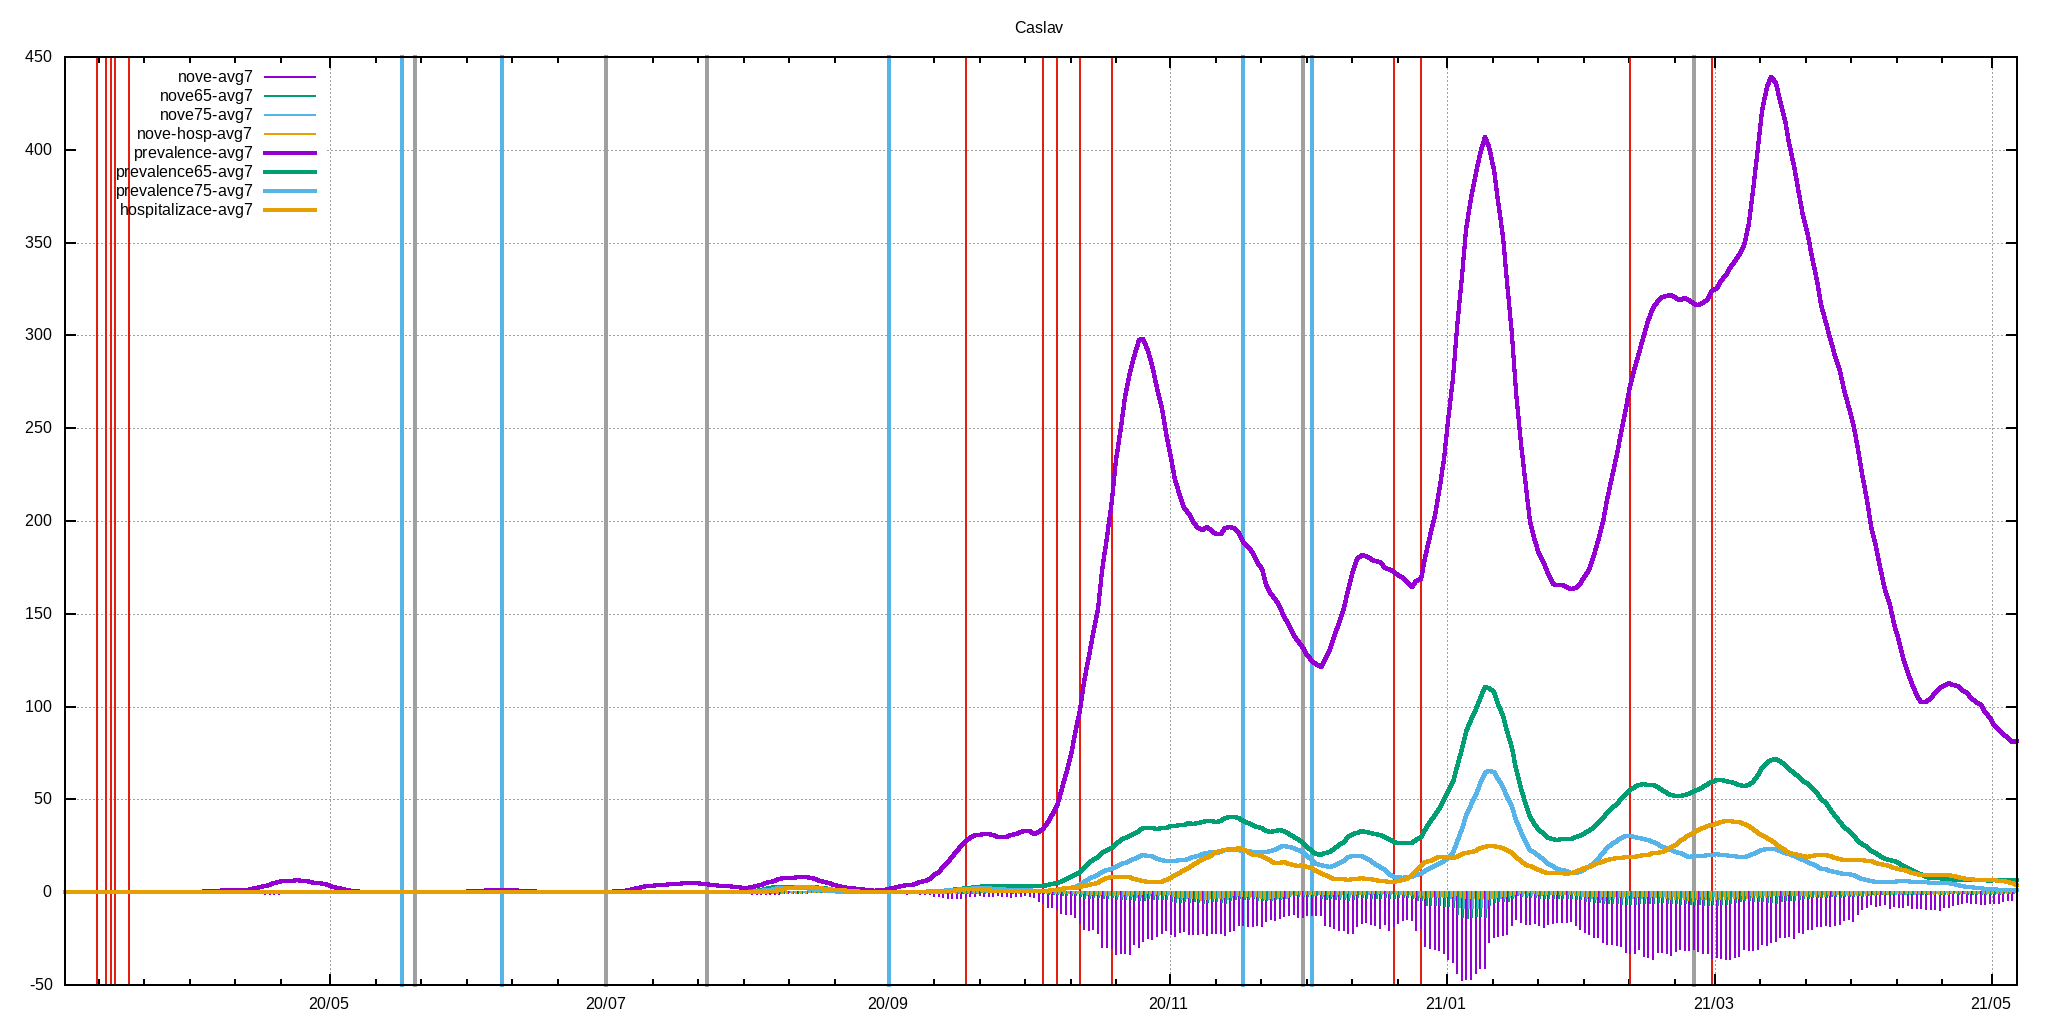 Caslav
450
400
350
300
250
200
150
100
50
0
-50
nove-avg7
nove65-avg7
nove75-avg7
nove-hosp-avg7
prevalence-avg7
prevalence65-avg7
prevalence75-avg7
hospitalizace-avg7
20/05 20/07 20/09 20/11 21/01 21/03 21/05